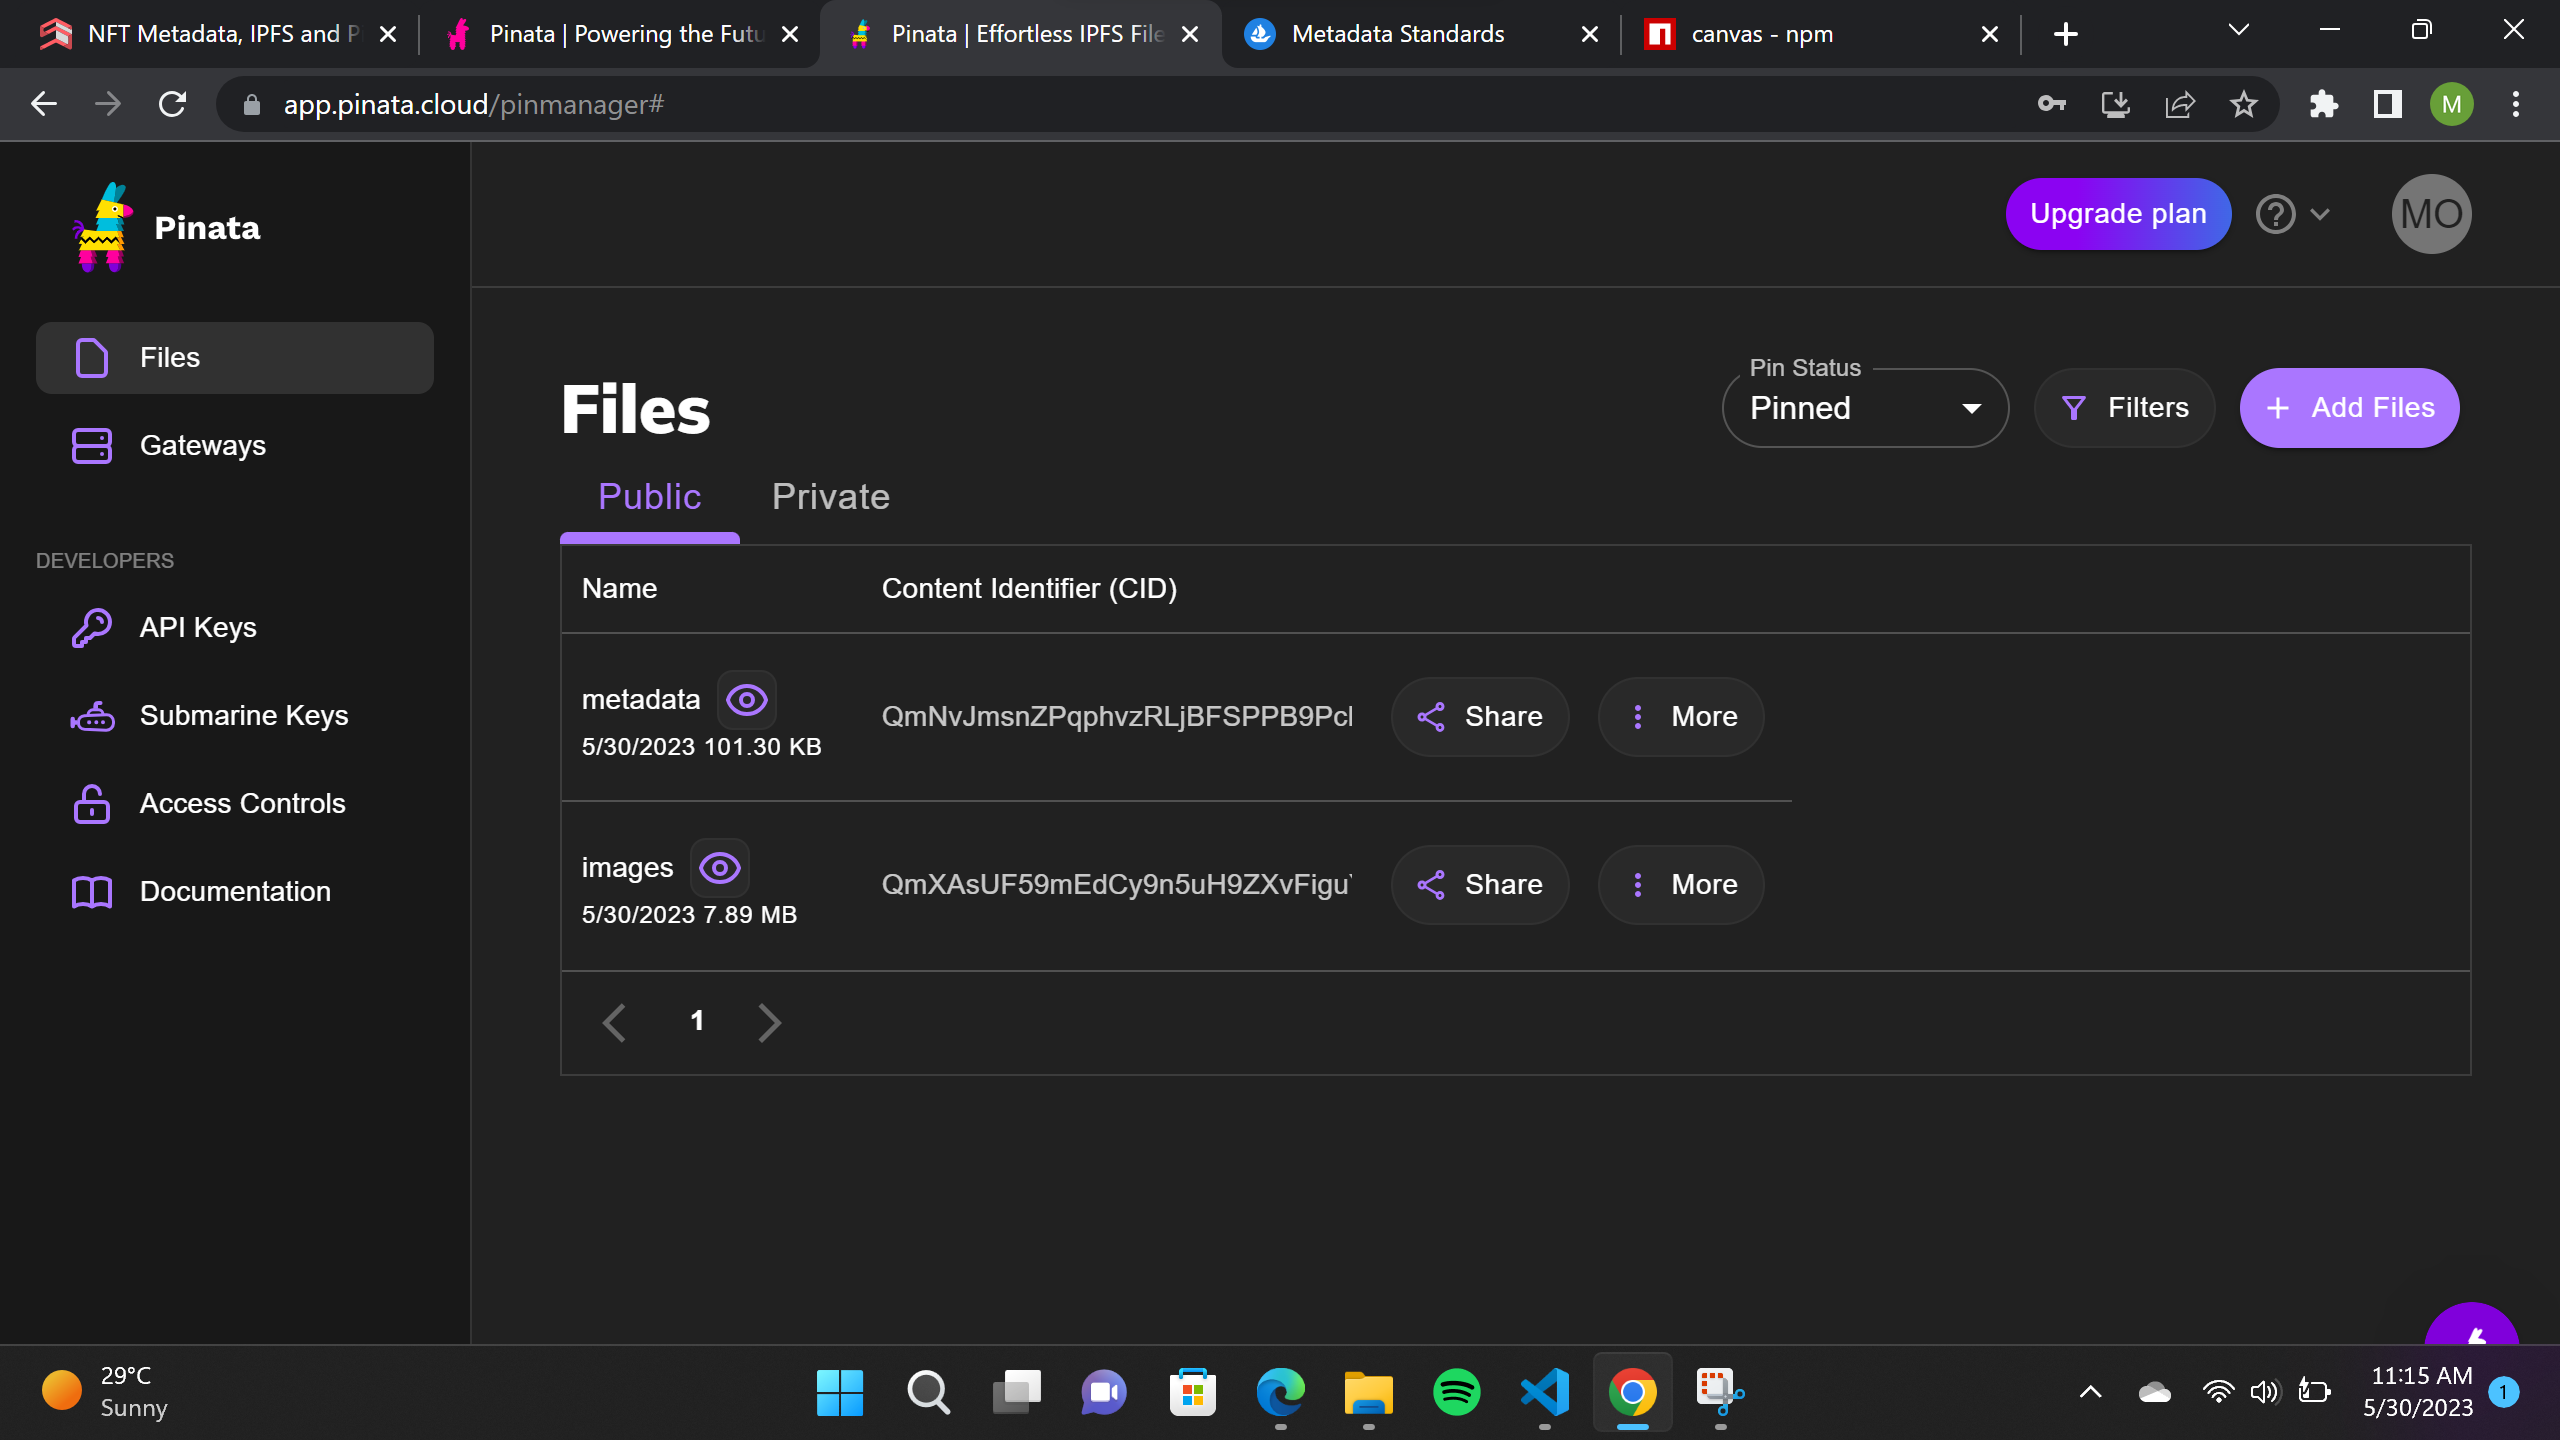 NFT Metadata, IPFS and P
Pinata | Powering the Futu
Pinata | Effortless IPFS File
Metadata Standards
canvas - npm
app.pinata.cloud/pinmanager#
M
Pinata
Upgrade plan
MO
Files
Gateways
DEVELOPERS
API Keys
Submarine Keys
Access Controls
Documentation
Files
Pin Status
Pinned
Filters
Add Files
Public
Private
Name
Content Identifier (CID)
metadata
5/30/2023 101.30 KB
QmNvJmsnZPqphvzRLjBFSPPB9Pc
Share
More
images
5/30/2023 7.89 MB
QmXAsUF59mEdCy9n5uH9ZXvFigu
Share
More
1
29°C
Sunny
11:15 AM
5/30/2023
1